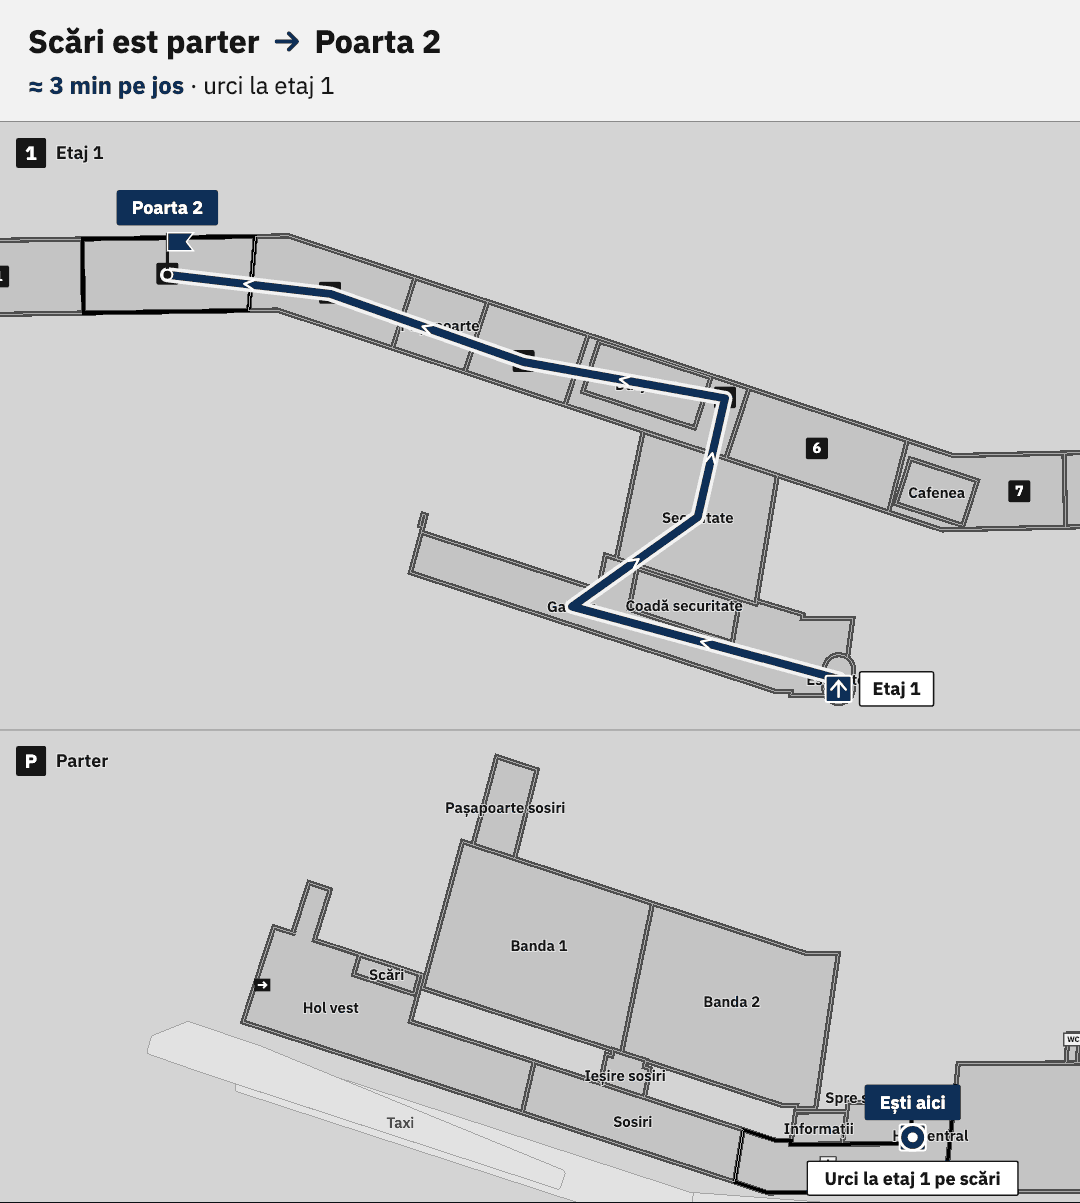 Scări est parter → Poarta 2
≈ 3 min pe jos · urci la etaj 1
1 Etaj 1
Poarta 2
6
Cafenea
7
Coadă securitate
Etaj 1
P Parter
Pașapoarte sosiri
Banda 1
Scări
Banda 2
Hol vest
WC
Ieșire sosiri
Spre
Ești aici
Taxi
Sosiri
Informații
Urci la etaj 1 pe scări